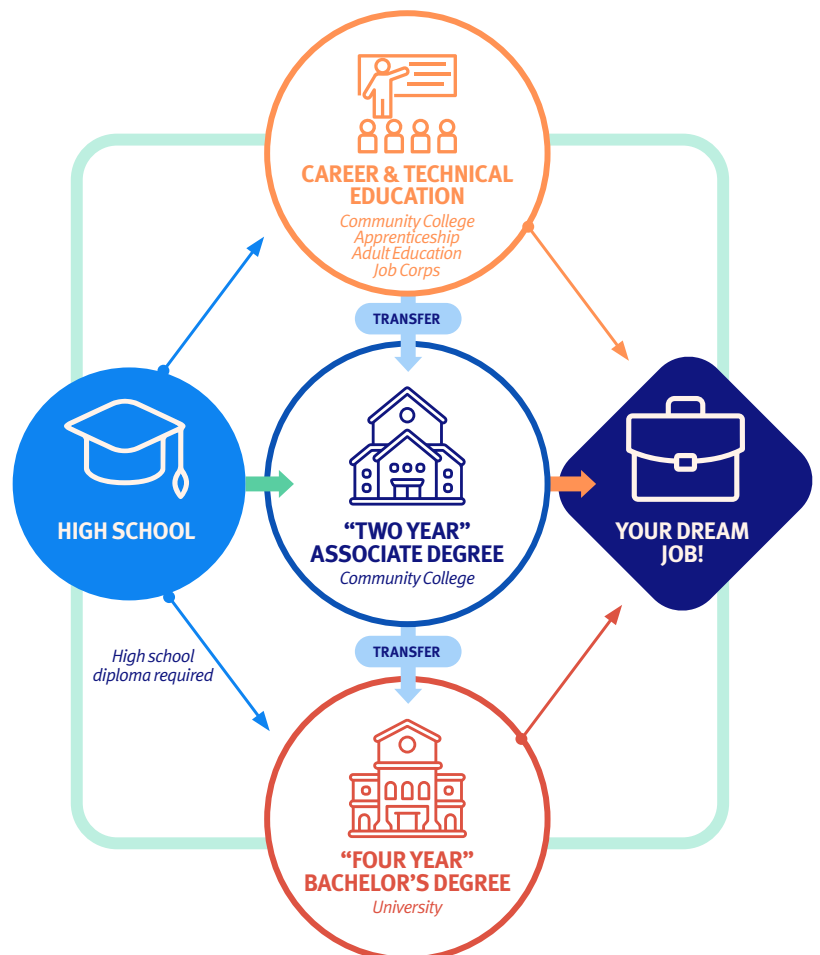 CAREER & TECHNICAL
EDUCATION
Community College
Apprenticeship
Adult Education
Job Corps
TRANSFER
HIGH SCHOOL
“TWO YEAR”
ASSOCIATE DEGREE
Community College
YOUR DREAM
JOB!
High school
diploma required
TRANSFER
“FOUR YEAR”
BACHELOR’S DEGREE
University